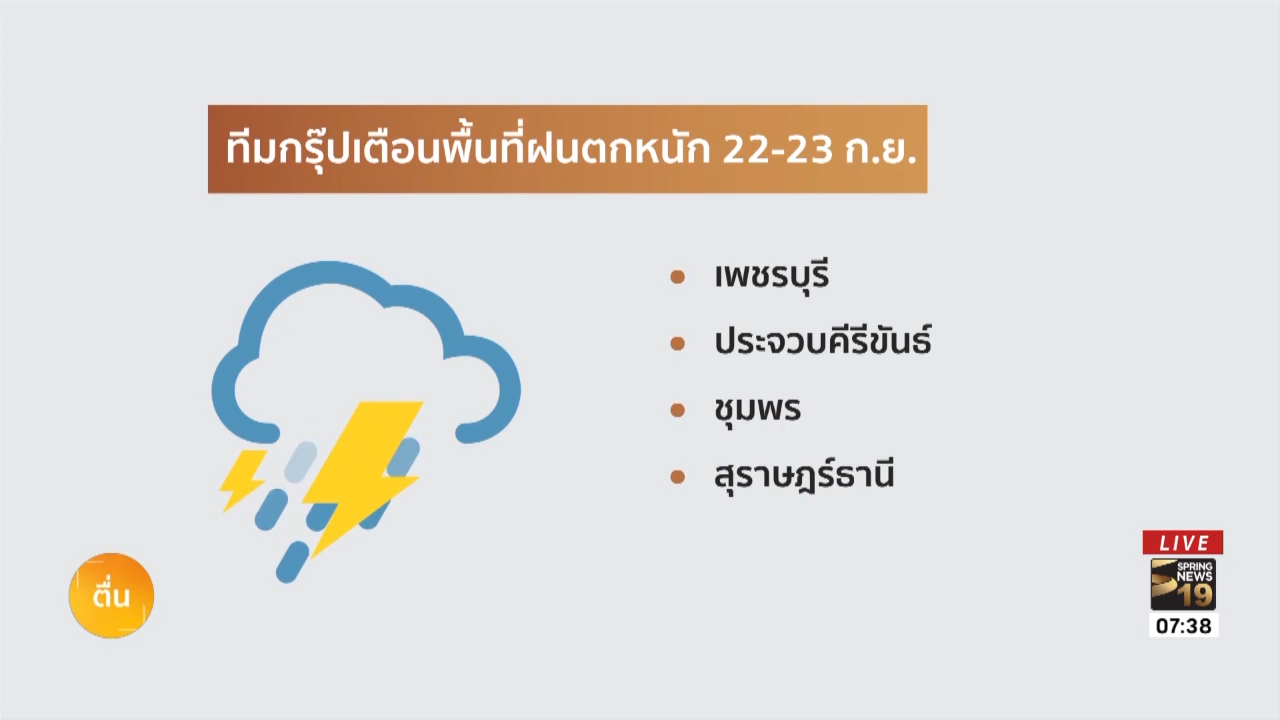 ทีมกรุ๊ปเตือนพื้นที่ฝนตกหนัก 22-23 ก.ย.
เพชรบุรี
ประจวบคีรีขันธ์
ชุมพร
สุราษฎร์ธานี
ตื่น
LIVE
SPRING
NEWS
19
07:38